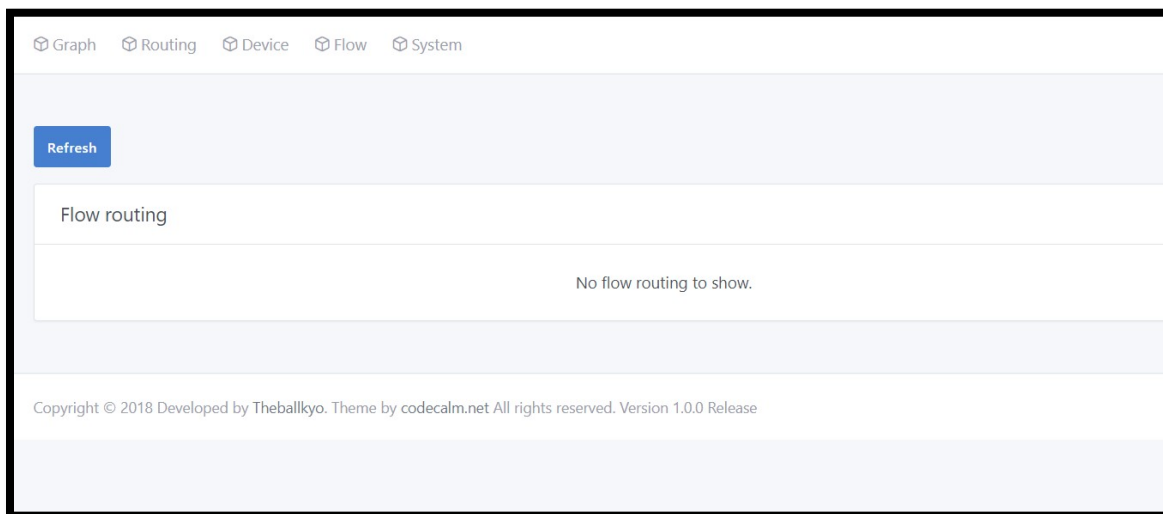 Graph Routing Device Flow System
Refresh
Flow routing
No flow routing to show.
Copyright © 2018 Developed by Theballkyo. Theme by codecalm.net All rights reserved. Version 1.0.0 Release